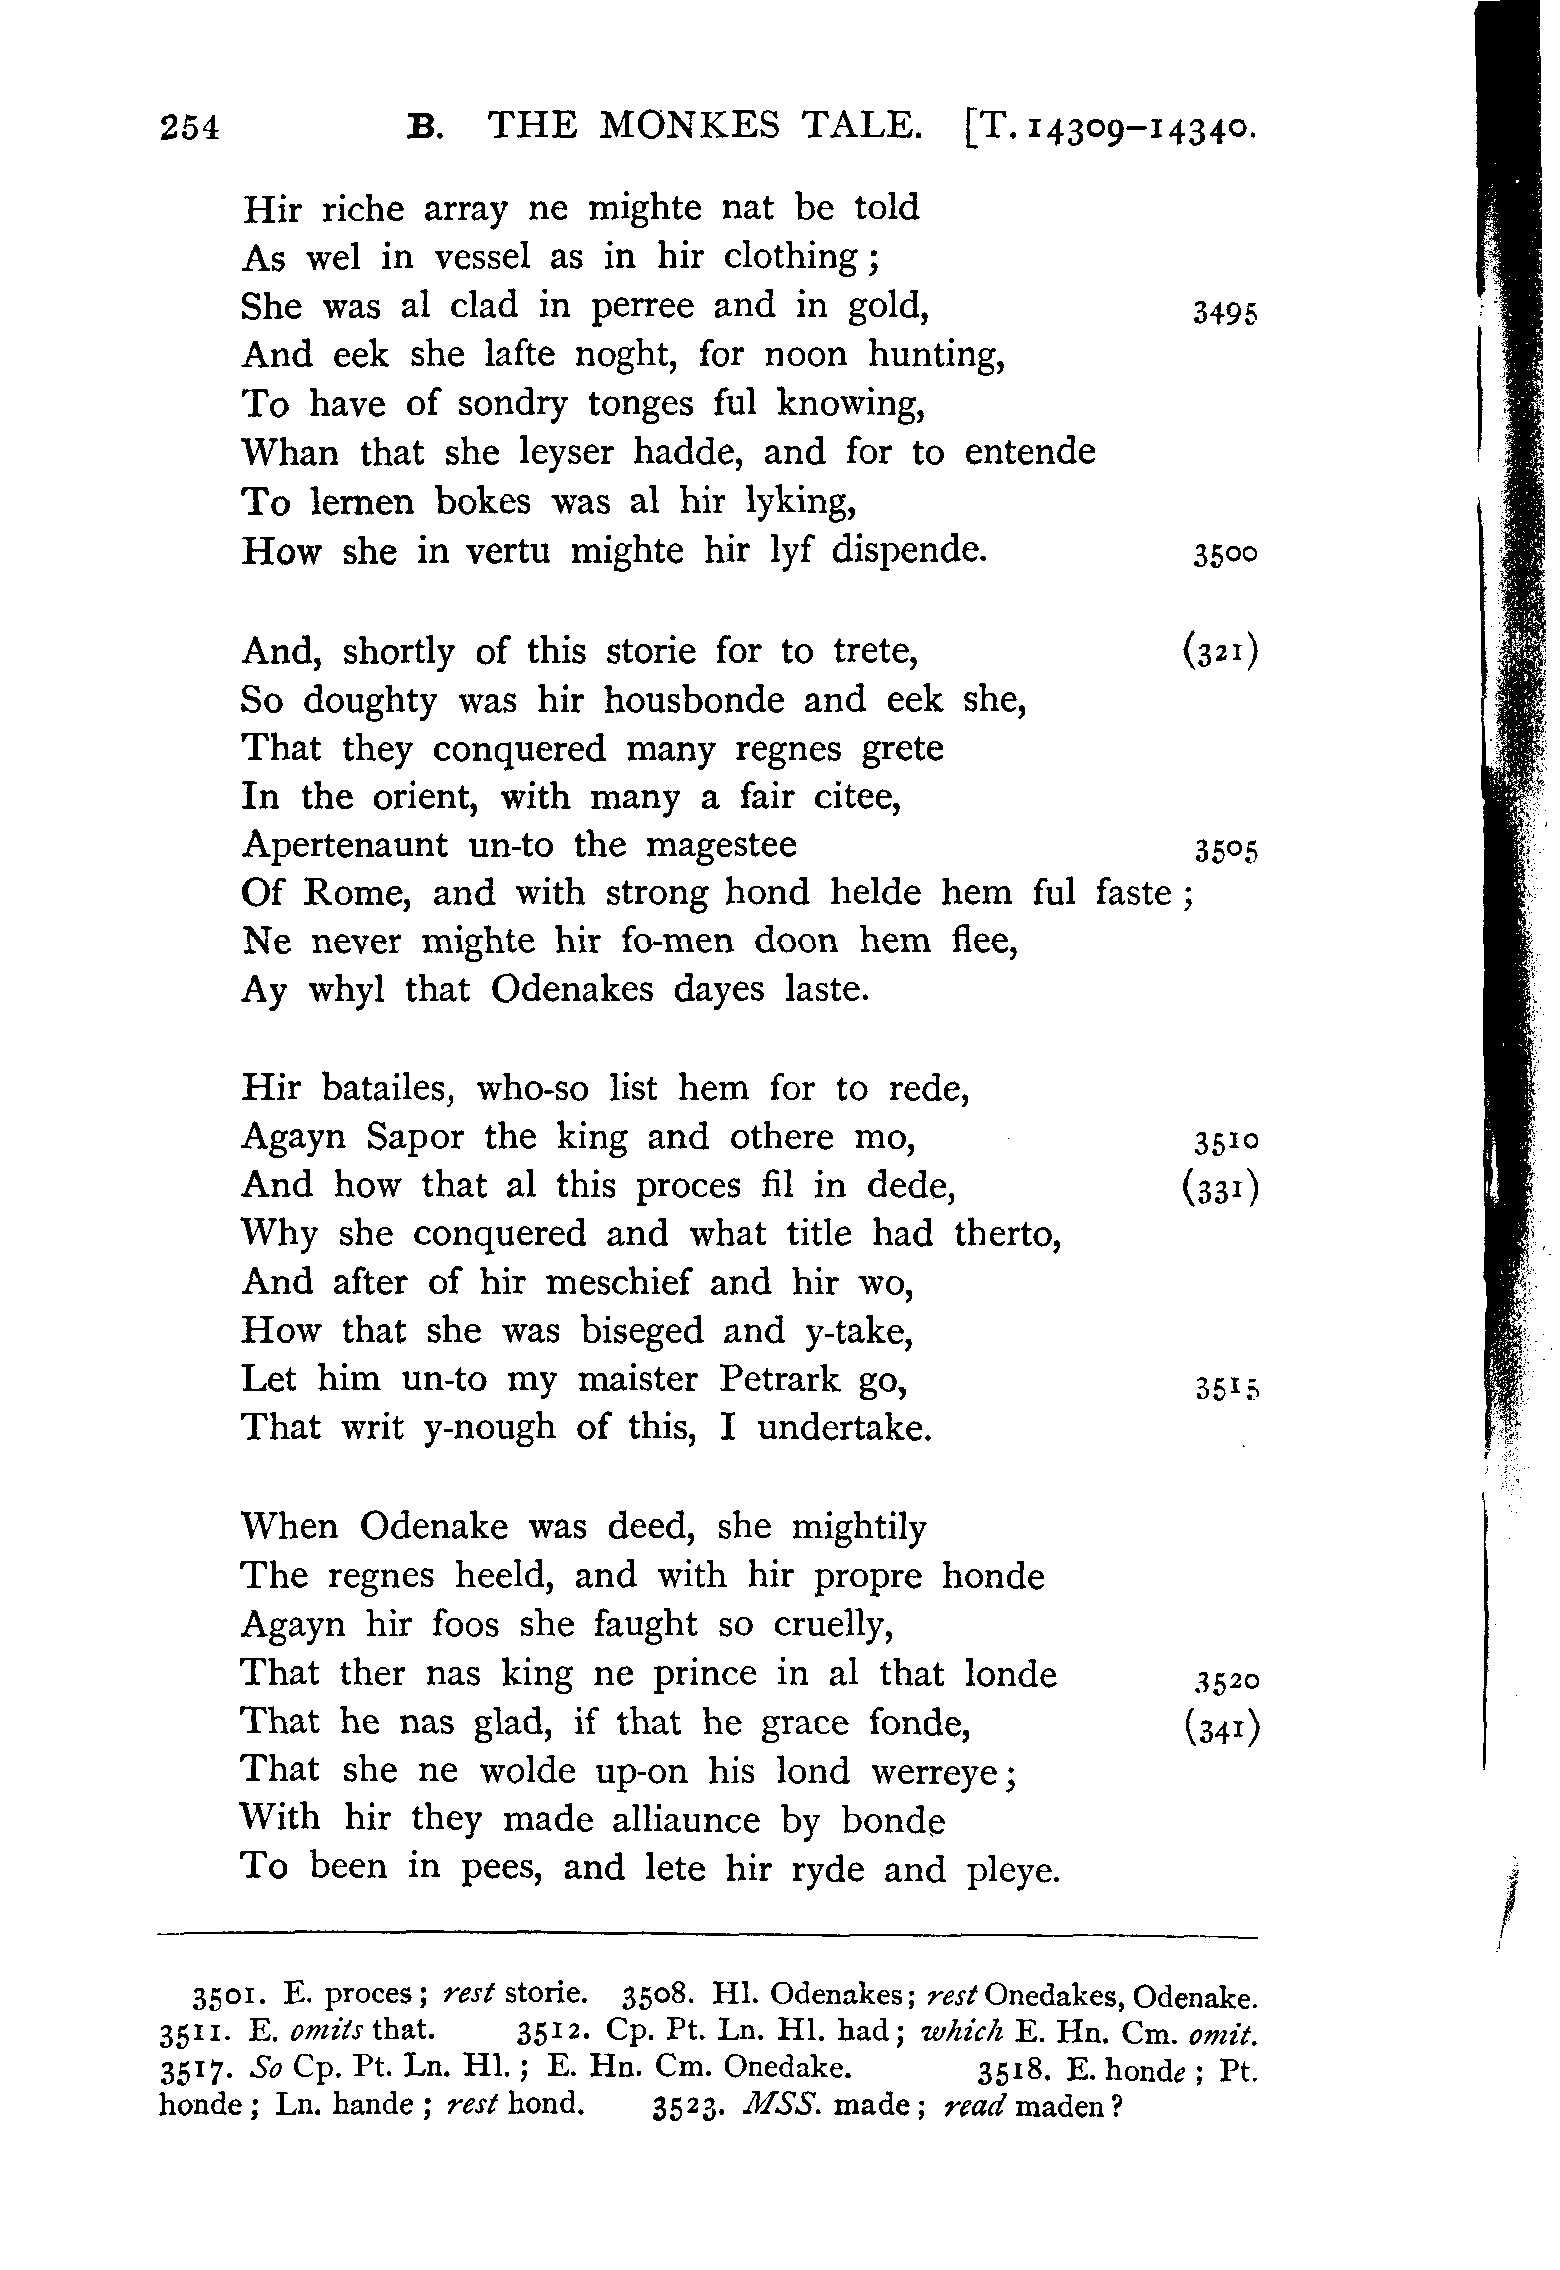 254 B. THE MONKES TALE. [T. 14309-14340.
Hir riche array ne mighte nat be told
As wel in vessel as in hir clothing;
She was al clad in perree and in gold, 3495
And eek she lafte noght, for noon hunting,
To have of sondry tonges ful knowing,
Whan that she leyser hadde, and for to entende
To lernen bokes was al hir lyking,
How she in vertu mighte hir lyf dispende. 3500
And, shortly of this storie for to trete, (321)
So doughty was hir housbonde and eek she,
That they conquered many regnes grete
In the orient, with many a fair citee,
Apertenaunt un-to the magestee 3505
Of Rome, and with strong hond helde hem ful faste;
Ne never mighte hir fo-men doon hem flee,
Ay whyl that Odenakes dayes laste.
Hir batailes, who-so list hem for to rede,
Agayn Sapor the king and othere mo, 3510
And how that al this proces fil in dede, (331)
Why she conquered and what title had therto,
And after of hir meschief and hir wo,
How that she was biseged and y-take,
Let him un-to my maister Petrark go, 3515
That writ y-nough of this, I undertake.
When Odenake was deed, she mightily
The regnes heeld, and with hir propre honde
Agayn hir foos she faught so cruelly,
That ther nas king ne prince in al that londe 3520
That he nas glad, if that he grace fonde, (341)
That she ne wolde up-on his lond werreye;
With hir they made alliaunce by bonde
To been in pees, and lete hir ryde and pleye.
3501. E. proces; rest storie. 3508. Hl. Odenakes; rest Onedakes, Odenake.
3511. E. omits that. 3512. Cp. Pt. Ln. Hl. had; which E. Hn. Cm. omit.
3517. So Cp. Pt. Ln. Hl.; E. Hn. Cm. Onedake. 3518. E. honde; Pt.
honde; Ln. hande; rest hond. 3523. MSS. made; read maden?